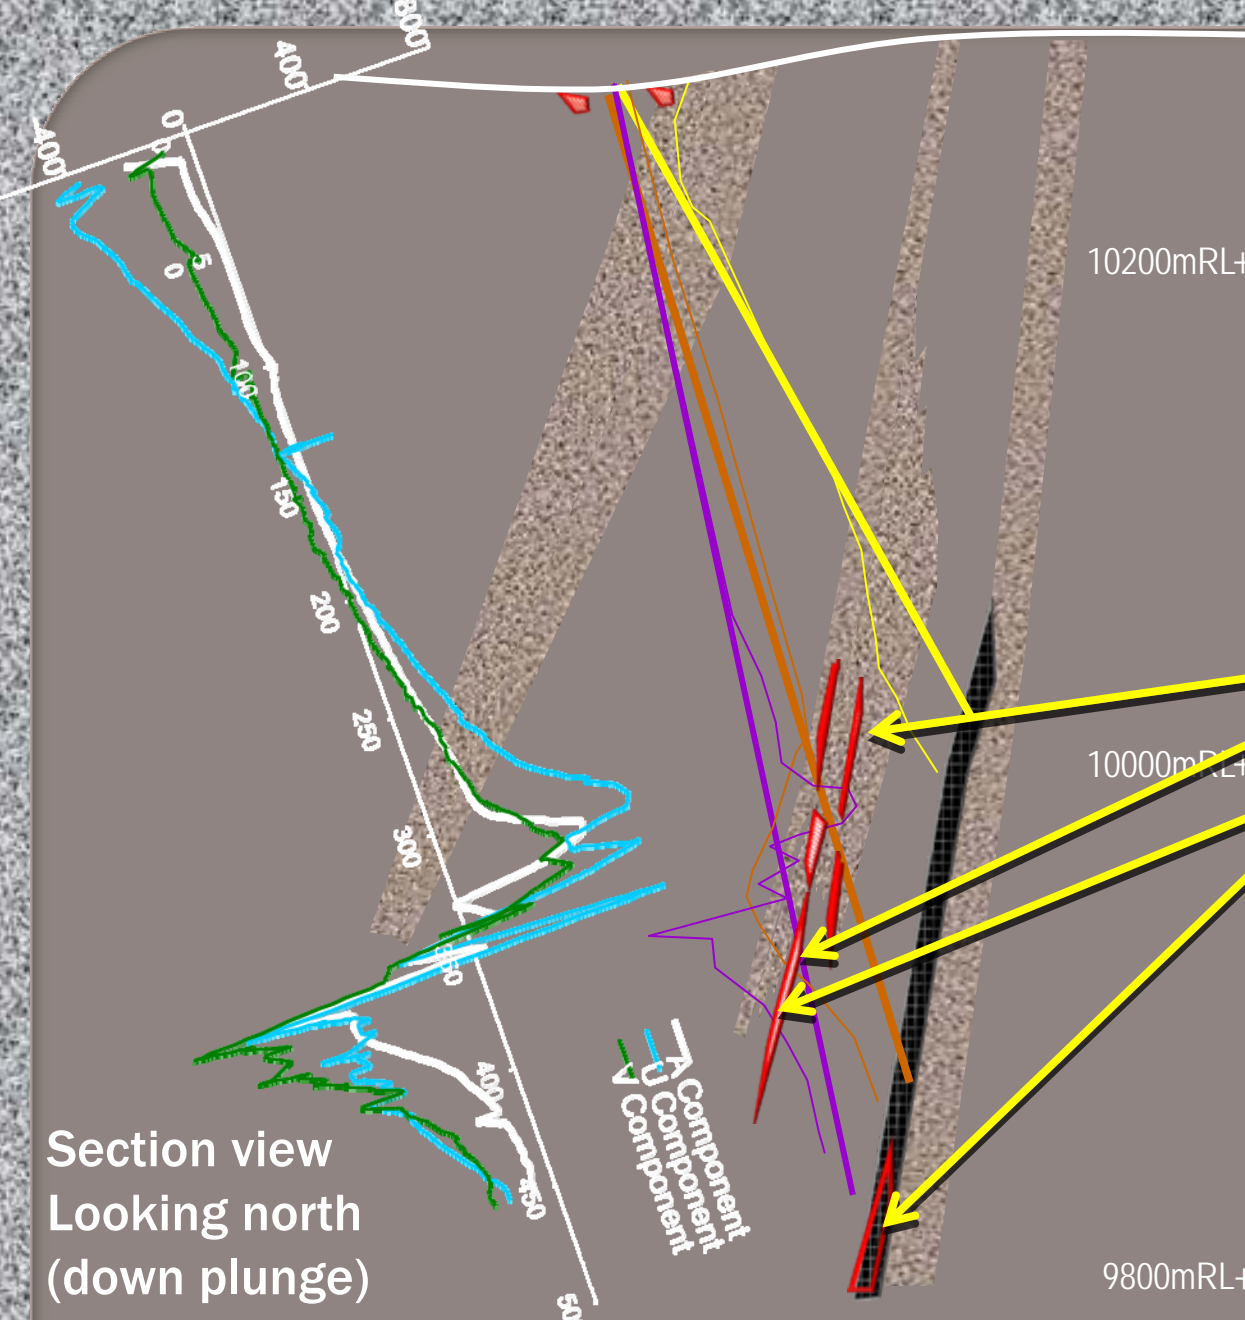 800
400
0
-400
0
5
0
100
150
200
250
300
350
400
450
50
10200mRL+
10000mRL+
9800mRL+
A Component
U Component
V Component
Section view
Looking north
(down plunge)